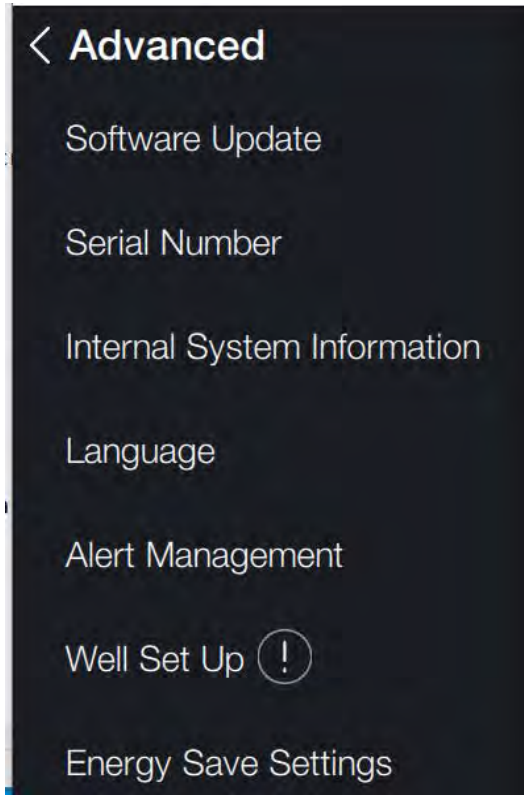 Advanced
Software Update
Serial Number
Internal System Information
Language
Alert Management
Well Set Up !
Energy Save Settings